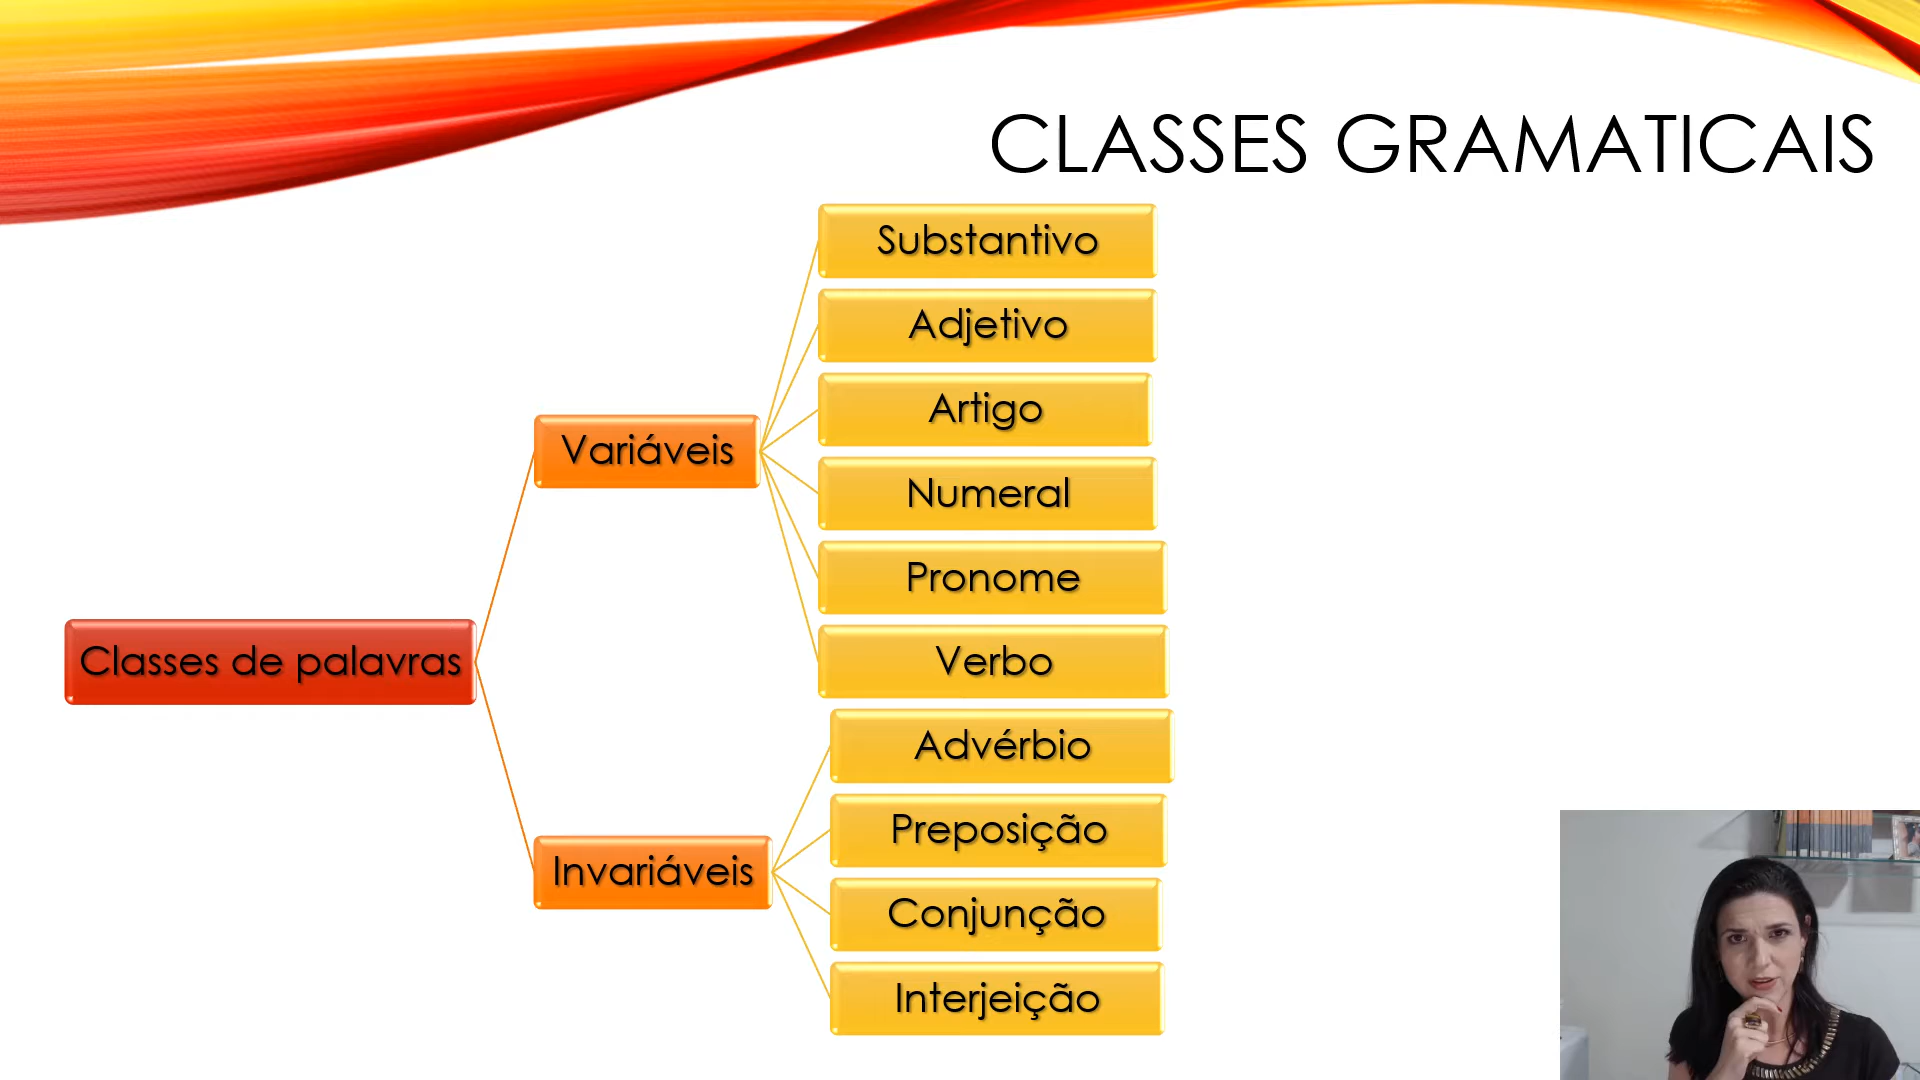 CLASSES GRAMATICAIS
Substantivo
Adjetivo
Artigo
Variáveis
Numeral
Pronome
Classes de palavras
Verbo
Advérbio
Preposição
Invariáveis
Conjunção
Interjeição